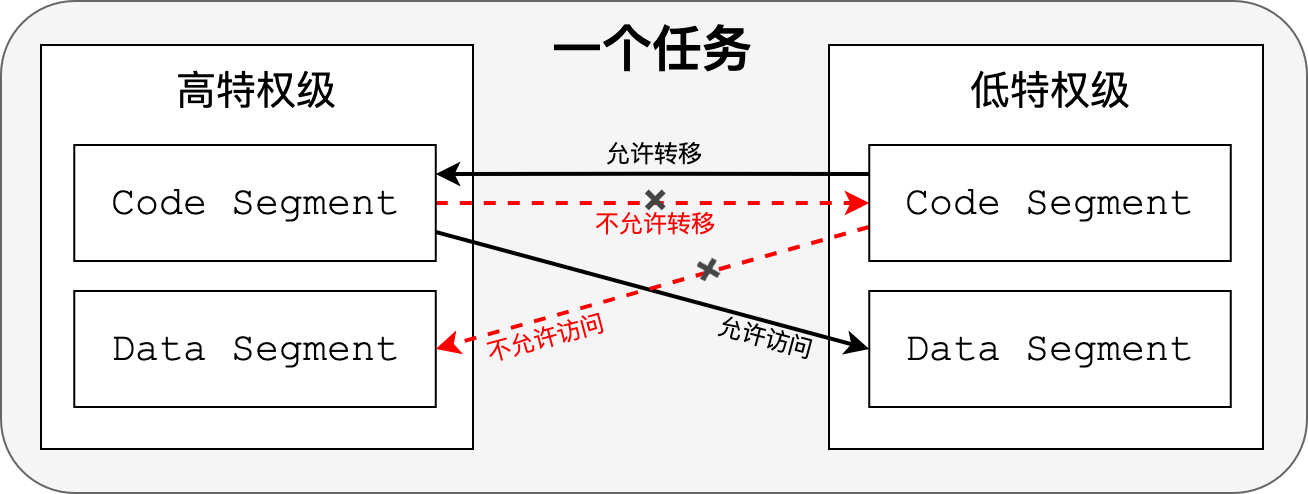 一个任务
高特权级
低特权级
允许转移
Code Segment
Code Segment
不允许转移
不允许访问
允许访问
Data Segment
Data Segment